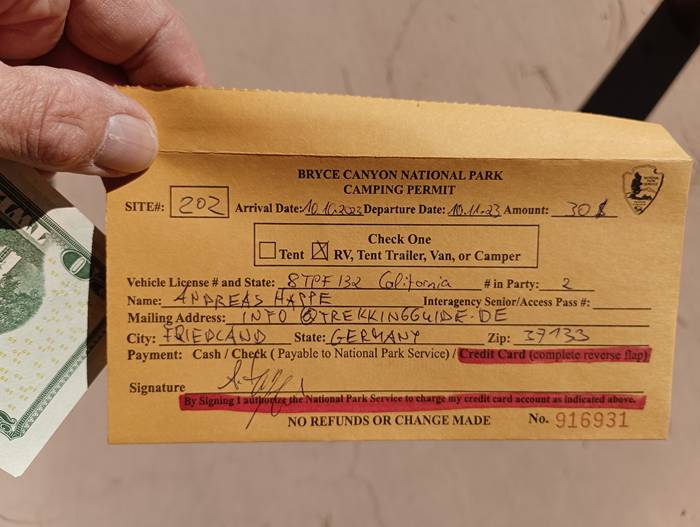 BRYCE CANYON NATIONAL PARK
CAMPING PERMIT
SITE#: 202 Arrival Date: 10.10.2023 Departure Date: 10.11.23 Amount: 30 $
Check One
Tent RV, Tent Trailer, Van, or Camper
Vehicle License # and State: 8TPF132 California # in Party: 2
Name: ANDREAS HAPPE Interagency Senior/Access Pass #:
Mailing Address: INFO @TREKKINGGUIDE.DE
City: FRIEDLAND State: GERMANY Zip: 37133
Payment: Cash / Check ( Payable to National Park Service) / Credit Card (complete reverse flap)
Signature
By Signing I authorize the National Park Service to charge my credit card account as indicated above.
NO REFUNDS OR CHANGE MADE No. 916931